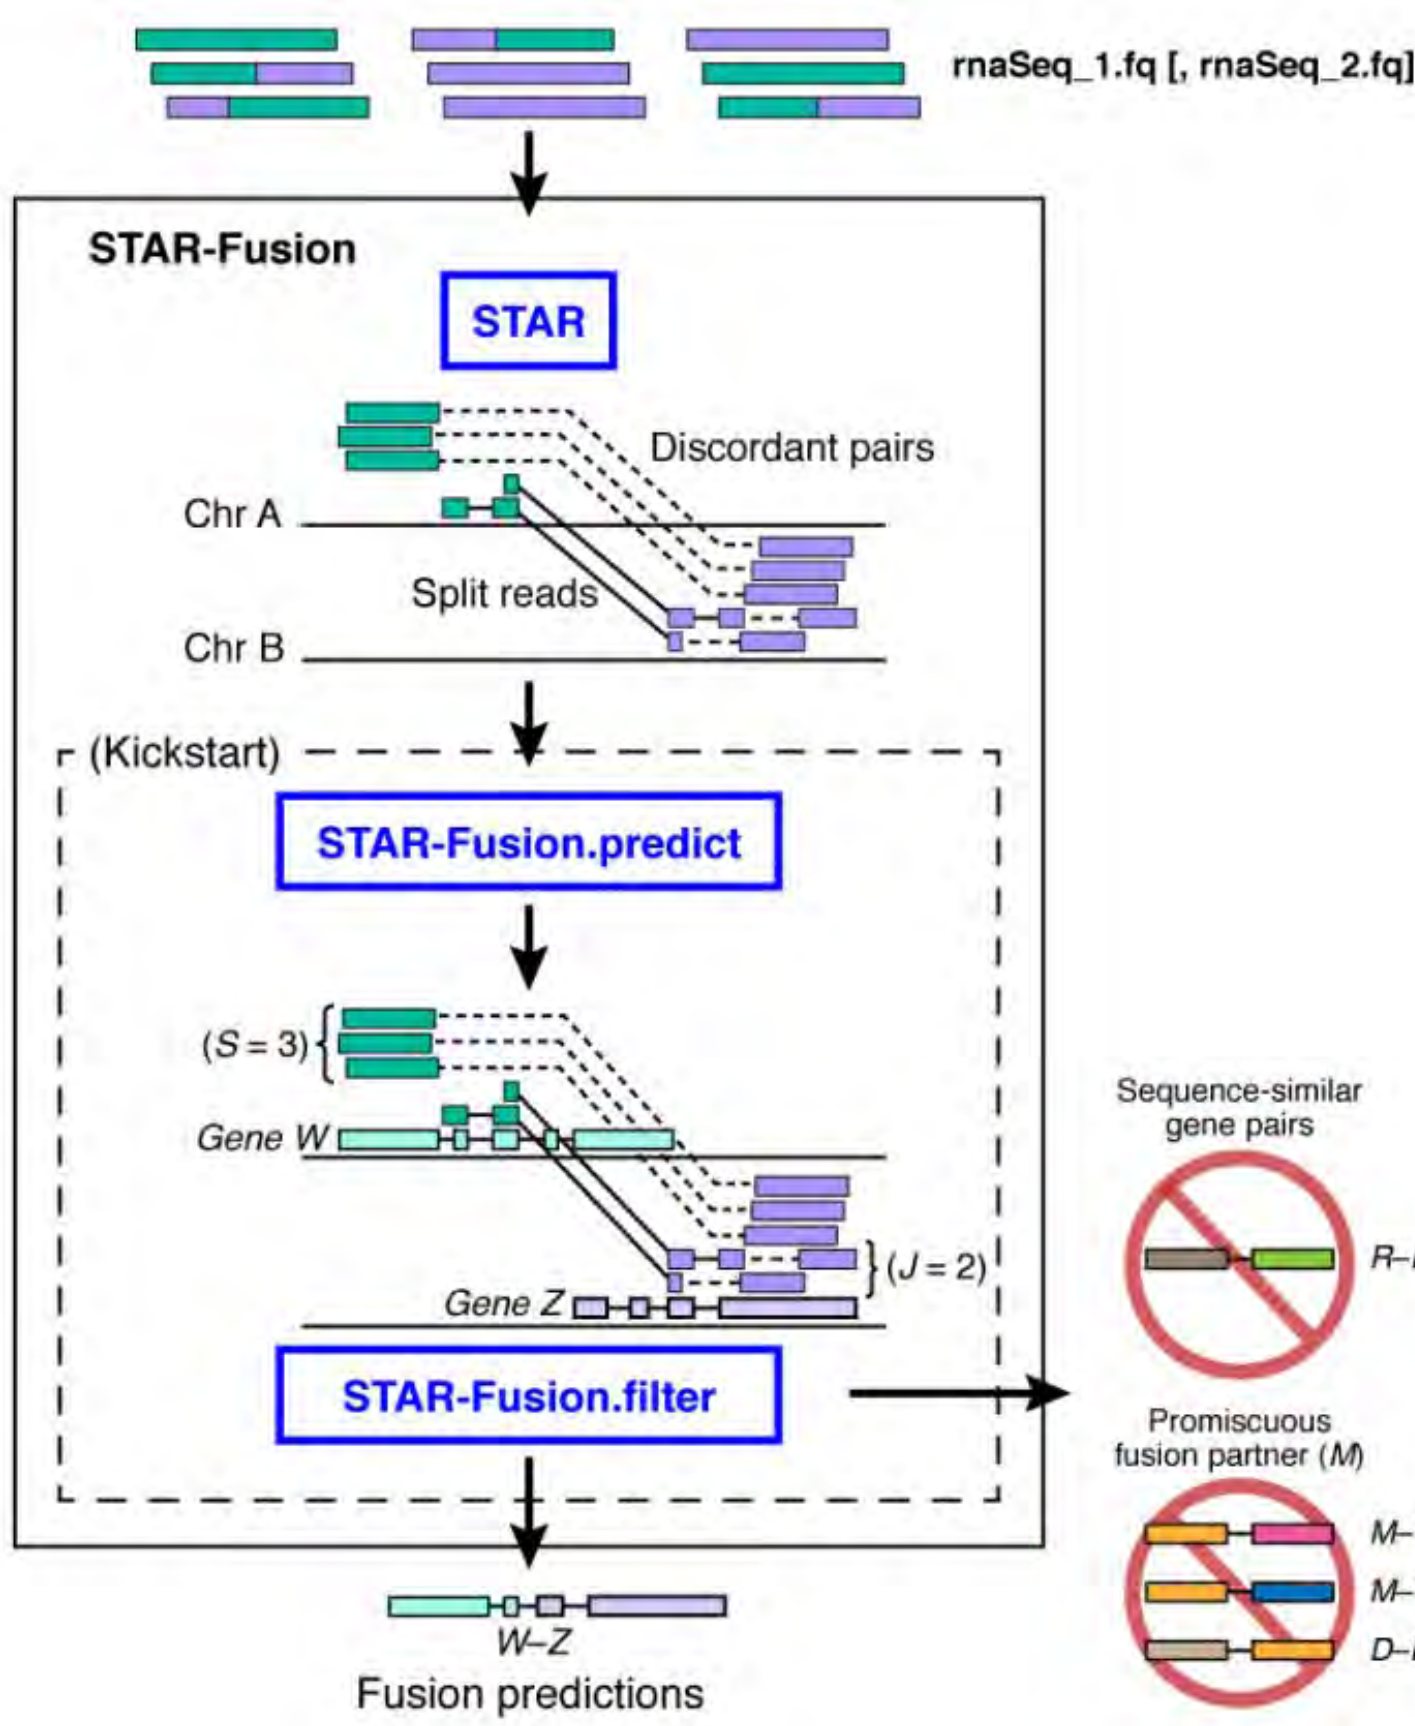 rnaSeq_1.fq [, rnaSeq_2.fq]
STAR-Fusion
STAR
Discordant pairs
Chr A
Split reads
Chr B
(Kickstart)
STAR-Fusion.predict
(S = 3)
Gene W
(J = 2)
Gene Z
STAR-Fusion.filter
W–Z
Fusion predictions
Sequence-similar
gene pairs
R–
Promiscuous
fusion partner (M)
M–
M–
D–